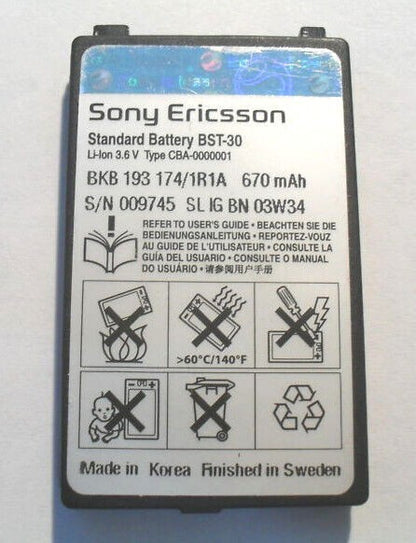 Sony Ericsson
Standard Battery BST-30
Li-Ion 3.6 V Type CBA-0000001
BKB 193 174/1R1A 670 mAh
S/N 009745 SL IG BN 03W34
REFER TO USER'S GUIDE • BEACHTEN SIE DIE
BEDIENUNGSANLEITUNG • REPORTEZ-VOUZ
AU GUIDE DE L'UTILISATEUR • CONSULTE LA
GUÍA DEL USUARIO • CONSULTE O MANUAL
DO USUÁRIO • 请参阅用户手册
>60°C/140°F
Made in Korea Finished in Sweden